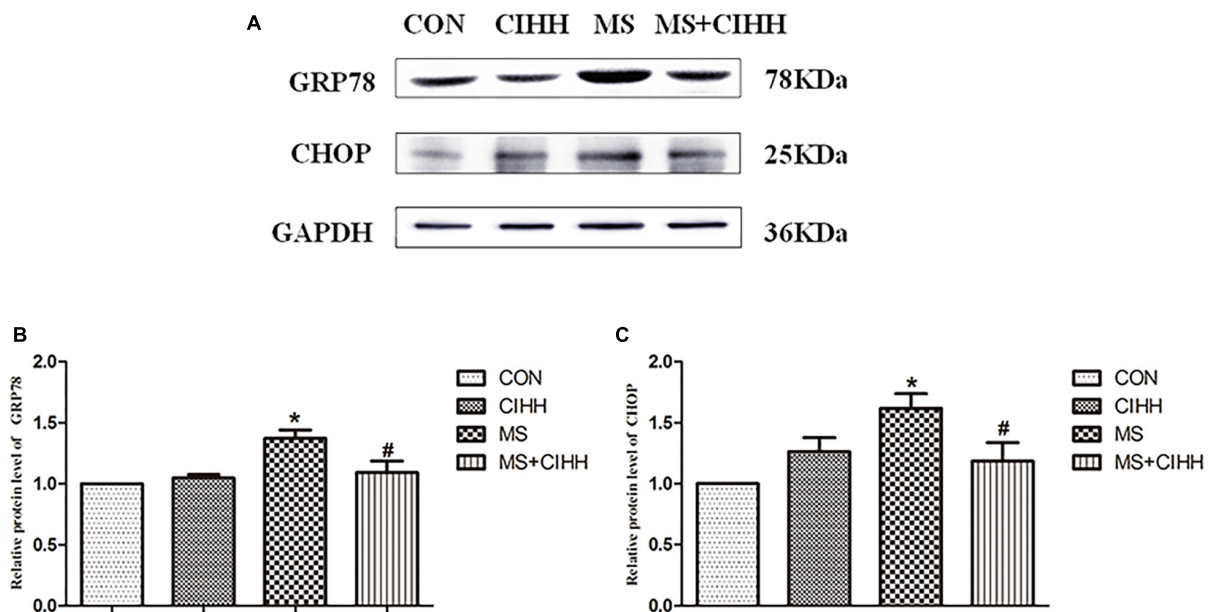 A
CON CIHH MS MS+CIHH
GRP78 78KDa
CHOP 25KDa
GAPDH 36KDa
B
Relative protein level of GRP78
2.0
1.5
1.0
0.5
0.0
*
#
CON
CIHH
MS
MS+CIHH
C
Relative protein level of CHOP
2.0
1.5
1.0
0.5
0.0
*
#
CON
CIHH
MS
MS+CIHH